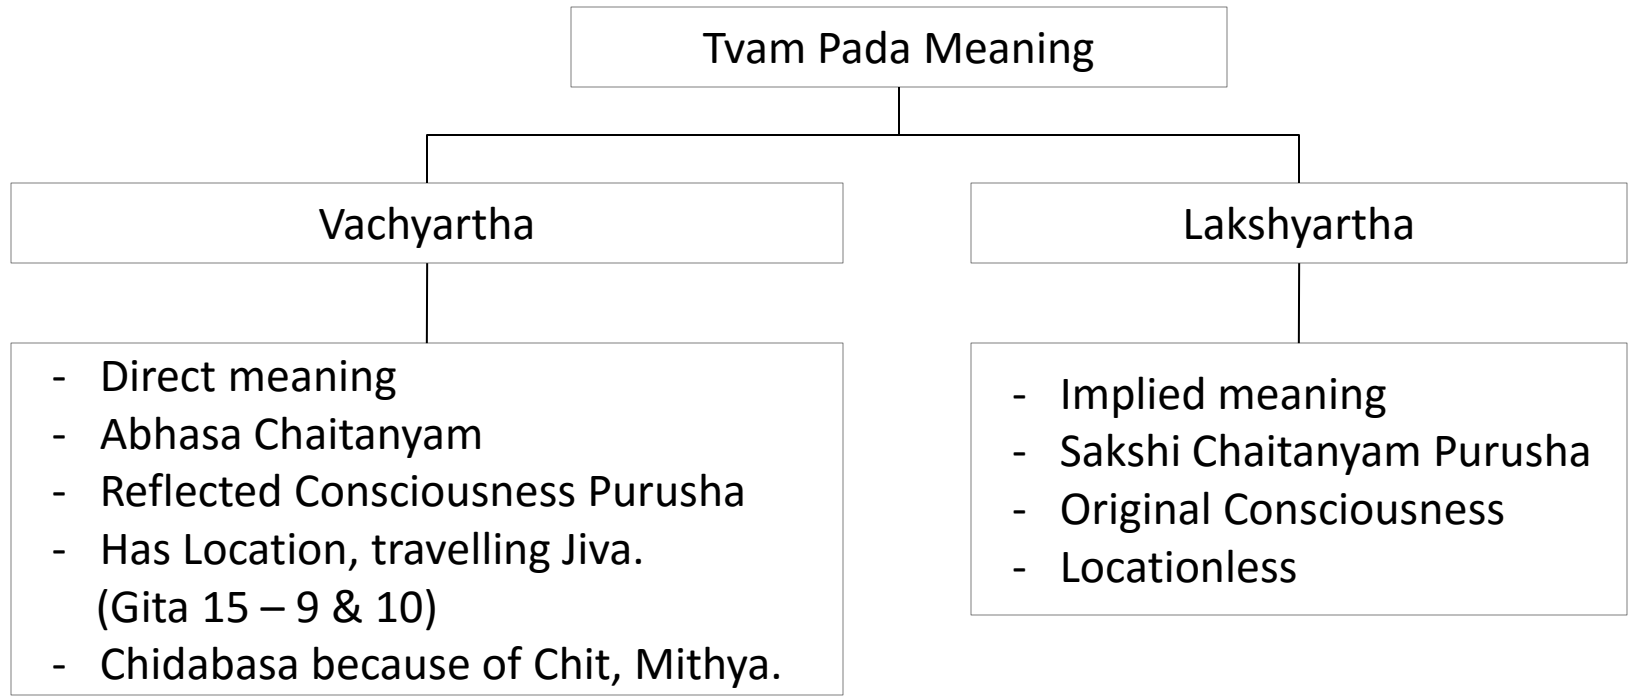 Tvam Pada Meaning
Vachyartha
Lakshyartha
- Direct meaning
- Abhasa Chaitanyam
- Reflected Consciousness Purusha
- Has Location, travelling Jiva.
(Gita 15 – 9 & 10)
- Chidabasa because of Chit, Mithya.
- Implied meaning
- Sakshi Chaitanyam Purusha
- Original Consciousness
- Locationless